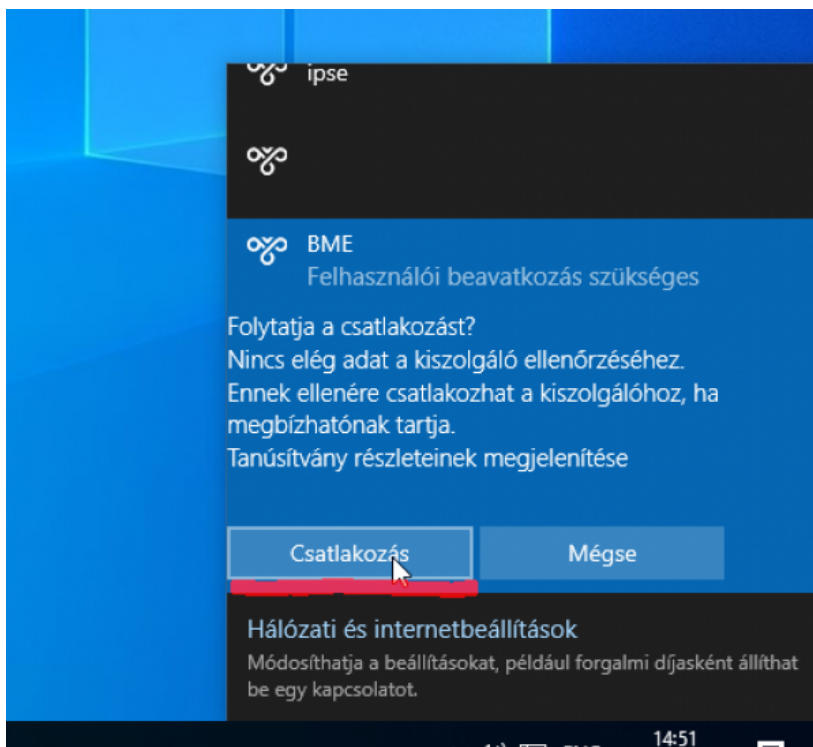 ipse
BME
Felhasználói beavatkozás szükséges
Folytatja a csatlakozást?
Nincs elég adat a kiszolgáló ellenőrzéséhez.
Ennek ellenére csatlakozhat a kiszolgálóhoz, ha
megbízhatónak tartja.
Tanúsítvány részleteinek megjelenítése
Csatlakozás
Mégse
Hálózati és internetbeállítások
Módosíthatja a beállításokat, például forgalmi díjasként állíthat
be egy kapcsolatot.
14:51